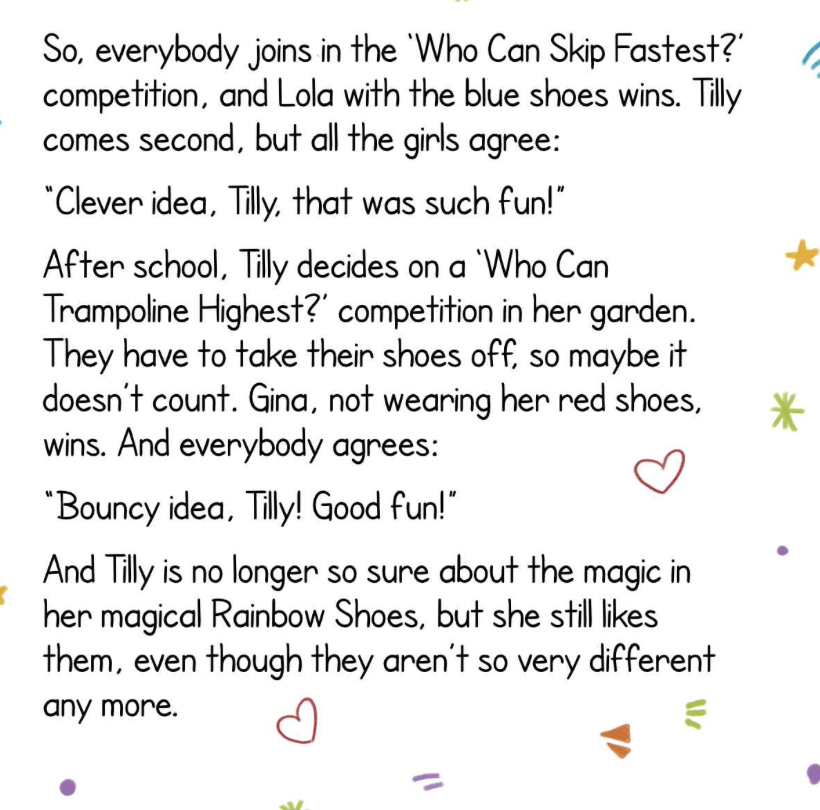 So, everybody joins in the ‘Who Can Skip Fastest?’
competition, and Lola with the blue shoes wins. Tilly
comes second, but all the girls agree:
“Clever idea, Tilly, that was such fun!”
After school, Tilly decides on a ‘Who Can
Trampoline Highest?’ competition in her garden.
They have to take their shoes off, so maybe it
doesn’t count. Gina, not wearing her red shoes,
wins. And everybody agrees:
“Bouncy idea, Tilly! Good fun!”
And Tilly is no longer so sure about the magic in
her magical Rainbow Shoes, but she still likes
them, even though they aren’t so very different
any more.